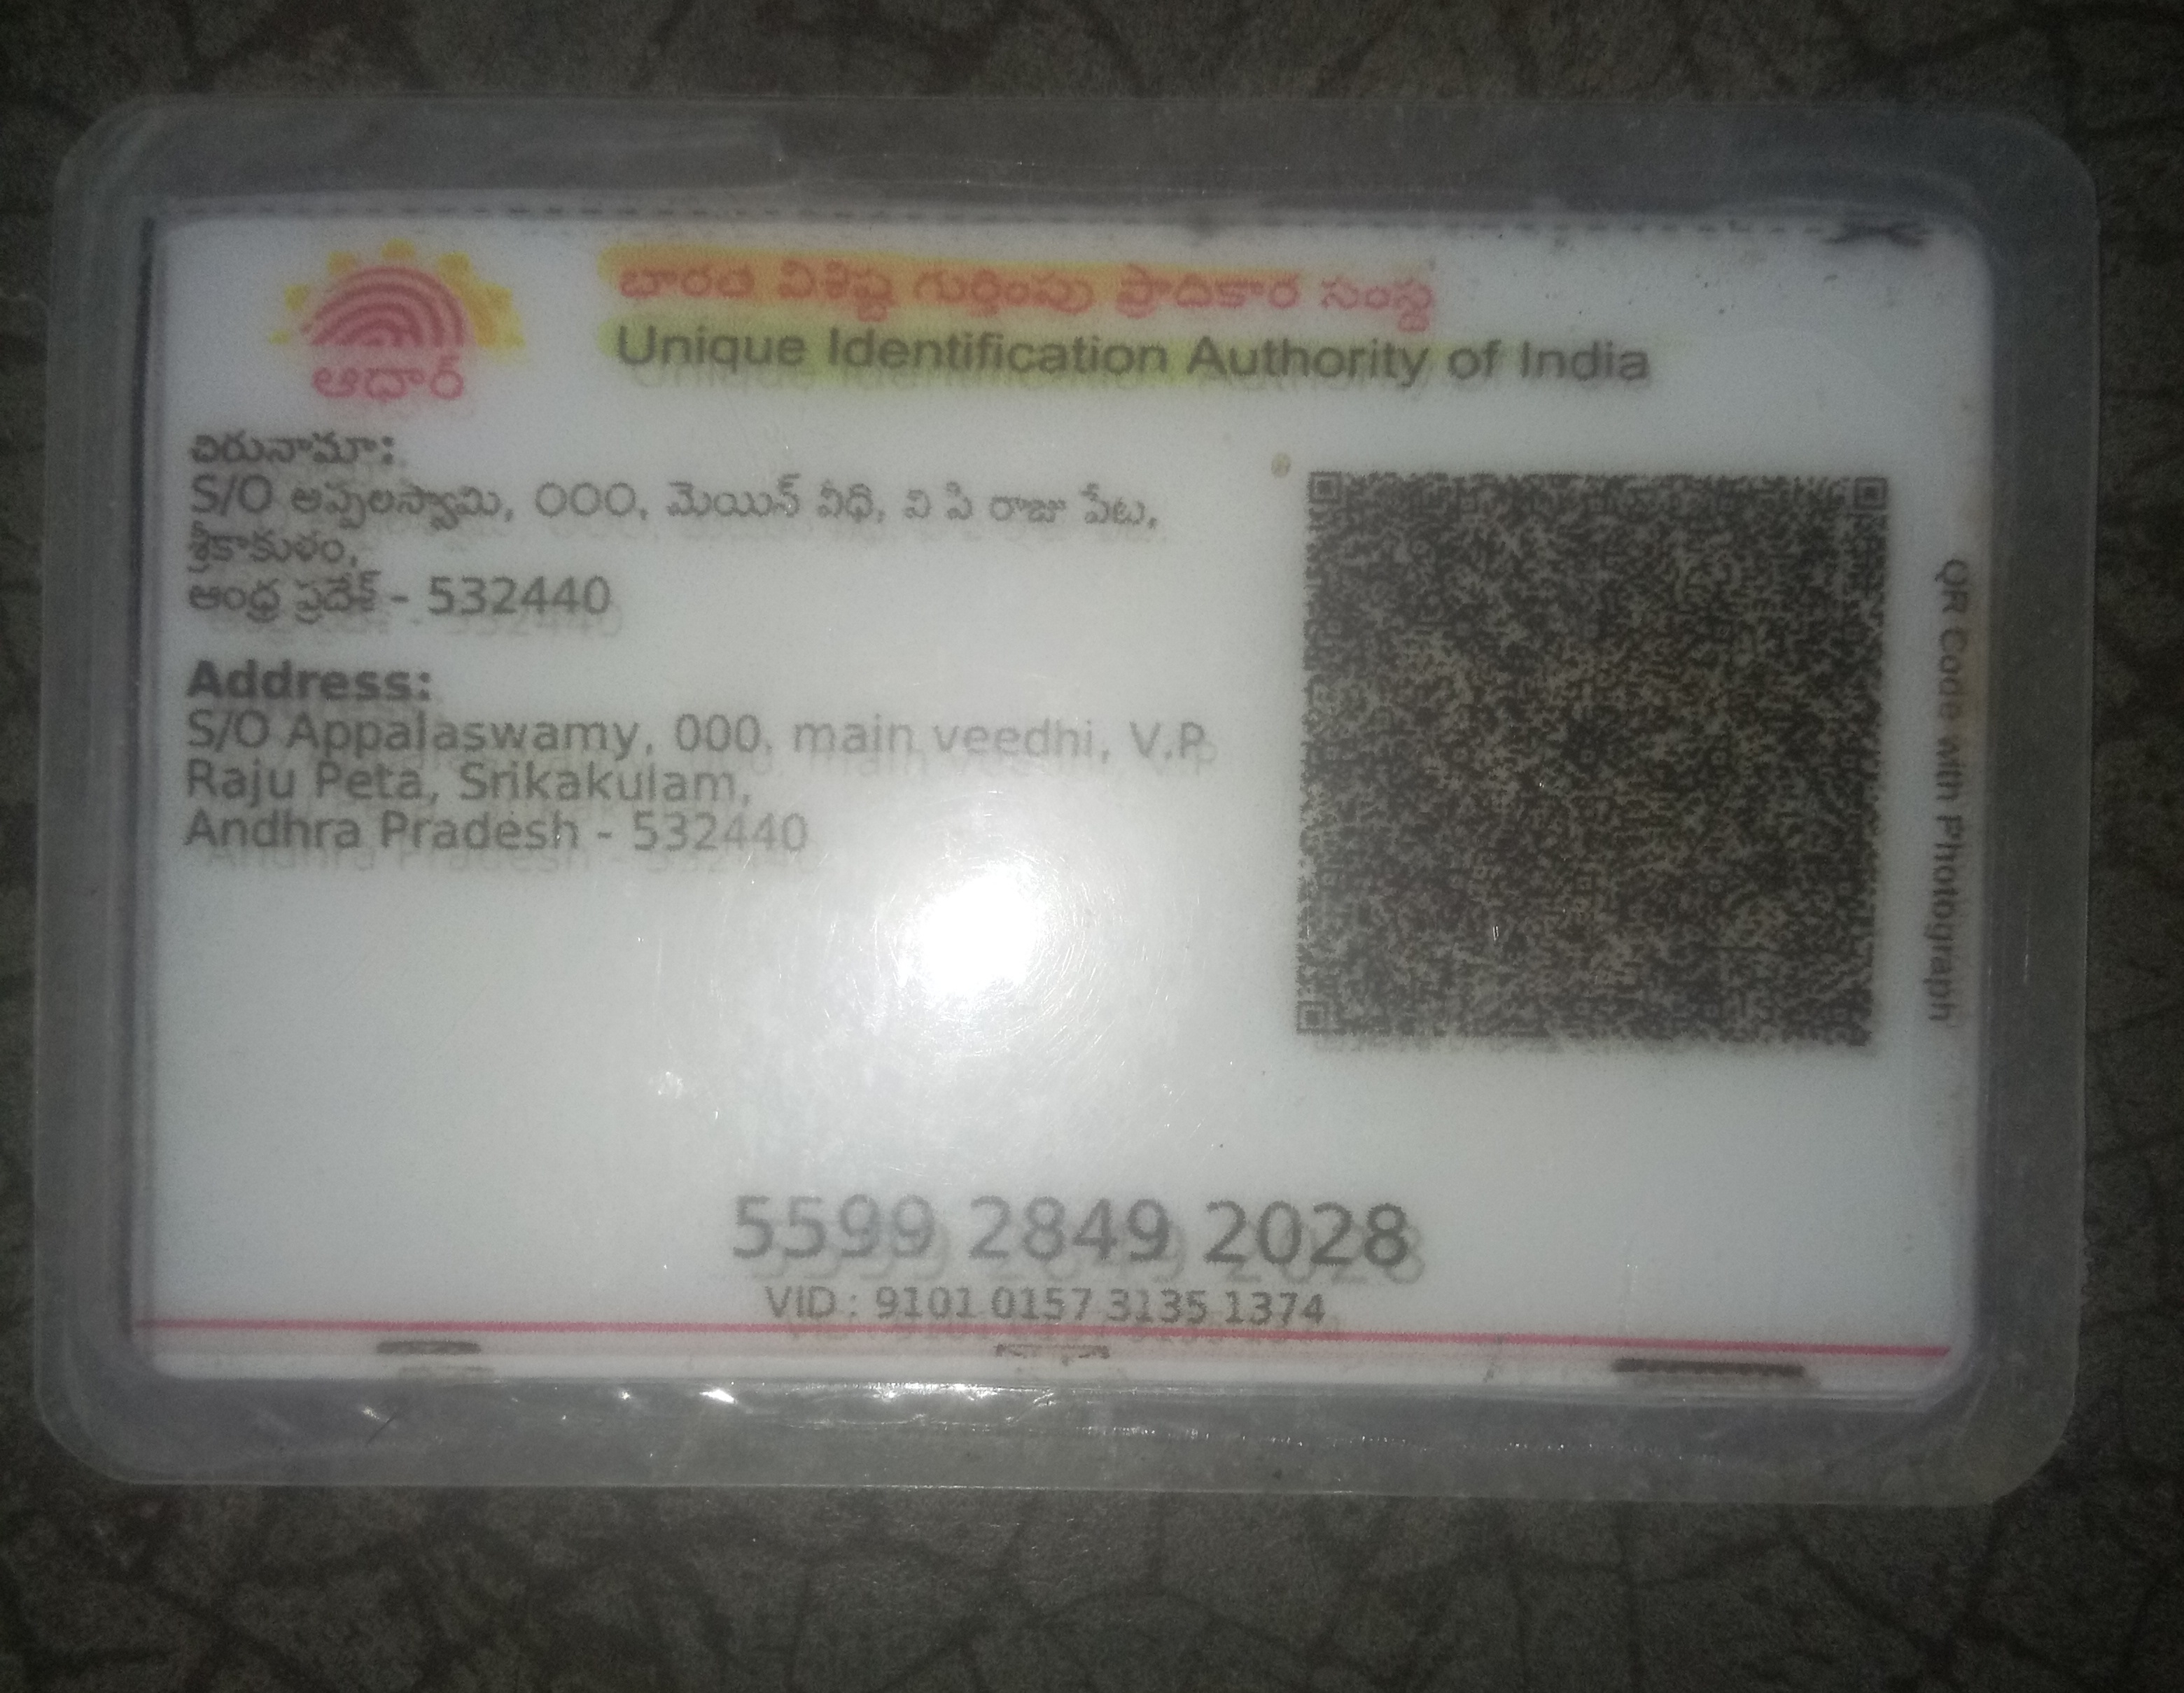 ఆధార్
భారత విశిష్ట గుర్తింపు ప్రాధికార సంస్థ
Unique Identification Authority of India
చిరునామా:
S/O అప్పలస్వామి, 000, మెయిన్ వీధి, వి పి రాజు పేట,
శ్రీకాకుళం,
ఆంధ్ర ప్రదేశ్ - 532440
Address:
S/O Appalaswamy, 000, main veedhi, V.P.
Raju Peta, Srikakulam,
Andhra Pradesh - 532440
QR Code with Photograph
5599 2849 2028
VID : 9101 0157 3135 1374